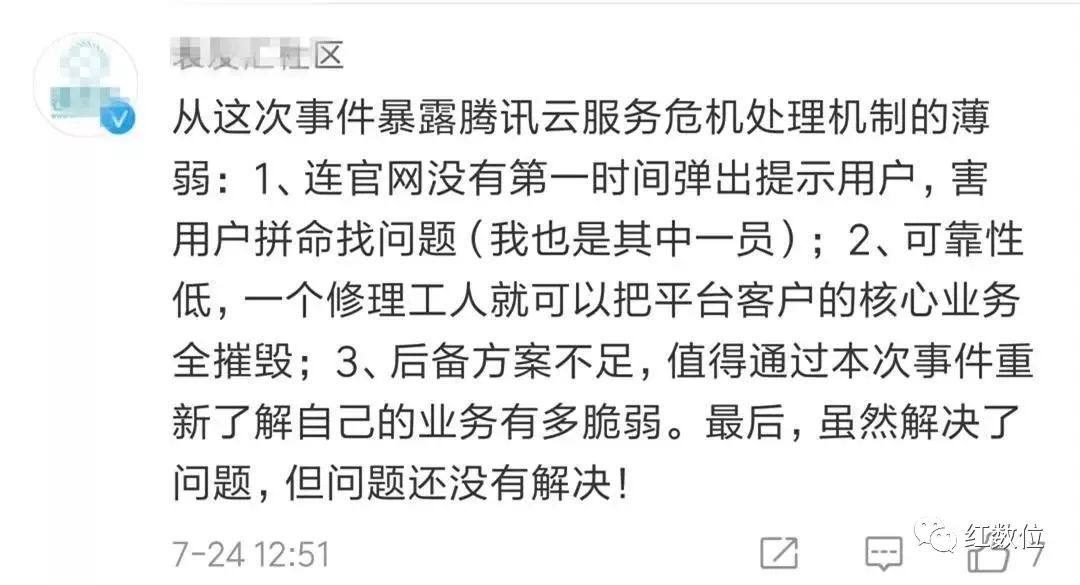 区
从这次事件暴露腾讯云服务危机处理机制的薄
弱：1、连官网没有第一时间弹出提示用户，害
用户拼命找问题（我也是其中一员）；2、可靠性
低，一个修理工人就可以把平台客户的核心业务
全摧毁；3、后备方案不足，值得通过本次事件重
新了解自己的业务有多脆弱。最后，虽然解决了
问题，但问题还没有解决！
7-24 12:51
7
红数位